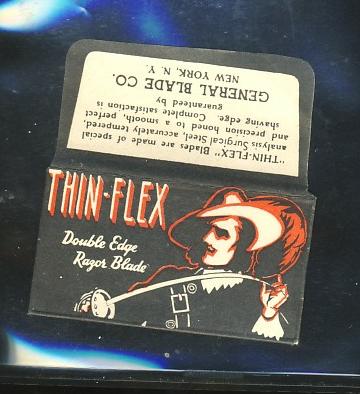 "THIN-FLEX" Blades are made of special
analysis Surgical Steel, accurately tempered,
and precision honed to a smooth, perfect
shaving edge. Complete satisfaction is
guaranteed by
GENERAL BLADE CO.
NEW YORK, N. Y.
THIN-FLEX
Double Edge
Razor Blade